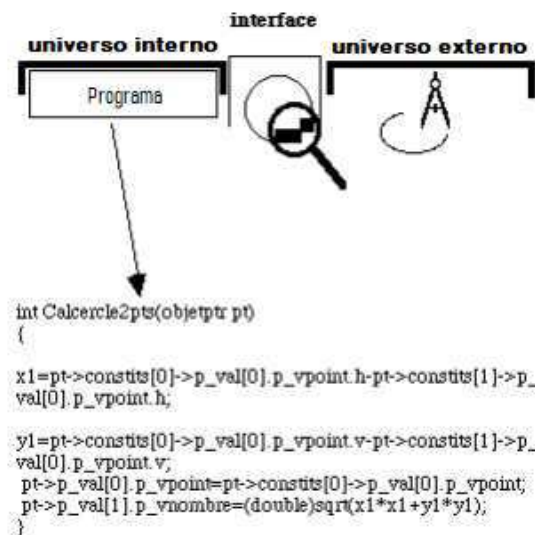 interface
universo interno
universo externo
Programa
int Calcercle2pts(objetptr pt)
{
x1=pt->constits[0]->p_val[0].p_vpoint.h-pt->constits[1]->p_
val[0].p_vpoint.h;
y1=pt->constits[0]->p_val[0].p_vpoint.v-pt->constits[1]->p_
val[0].p_vpoint.v;
pt->p_val[0].p_vpoint=pt->constits[0]->p_val[0].p_vpoint;
pt->p_val[1].p_vnombre=(double)sqrt(x1*x1+y1*y1);
}